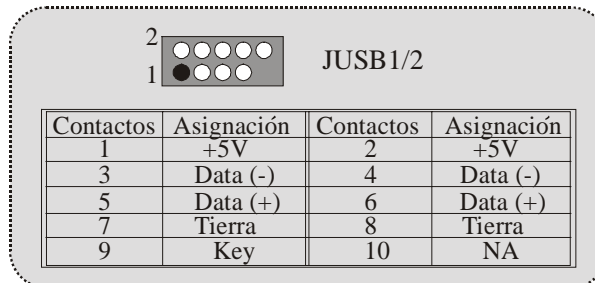 2
JUSB1/2
1
Contactos Asignación Contactos Asignación
1 +5V 2 +5V
3 Data (-) 4 Data (-)
5 Data (+) 6 Data (+)
7 Tierra 8 Tierra
9 Key 10 NA